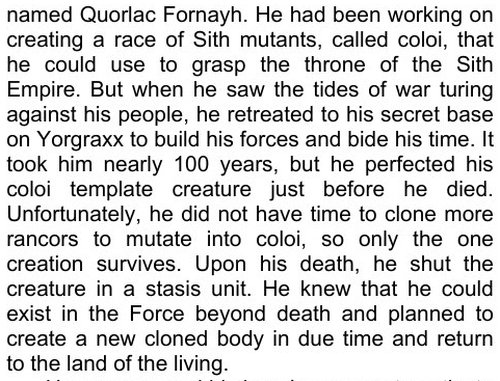 named Quorlac Fornayh. He had been working on
creating a race of Sith mutants, called coloi, that
he could use to grasp the throne of the Sith
Empire. But when he saw the tides of war turing
against his people, he retreated to his secret base
on Yorgraxx to build his forces and bide his time. It
took him nearly 100 years, but he perfected his
coloi template creature just before he died.
Unfortunately, he did not have time to clone more
rancors to mutate into coloi, so only the one
creation survives. Upon his death, he shut the
creature in a stasis unit. He knew that he could
exist in the Force beyond death and planned to
create a new cloned body in due time and return
to the land of the living.